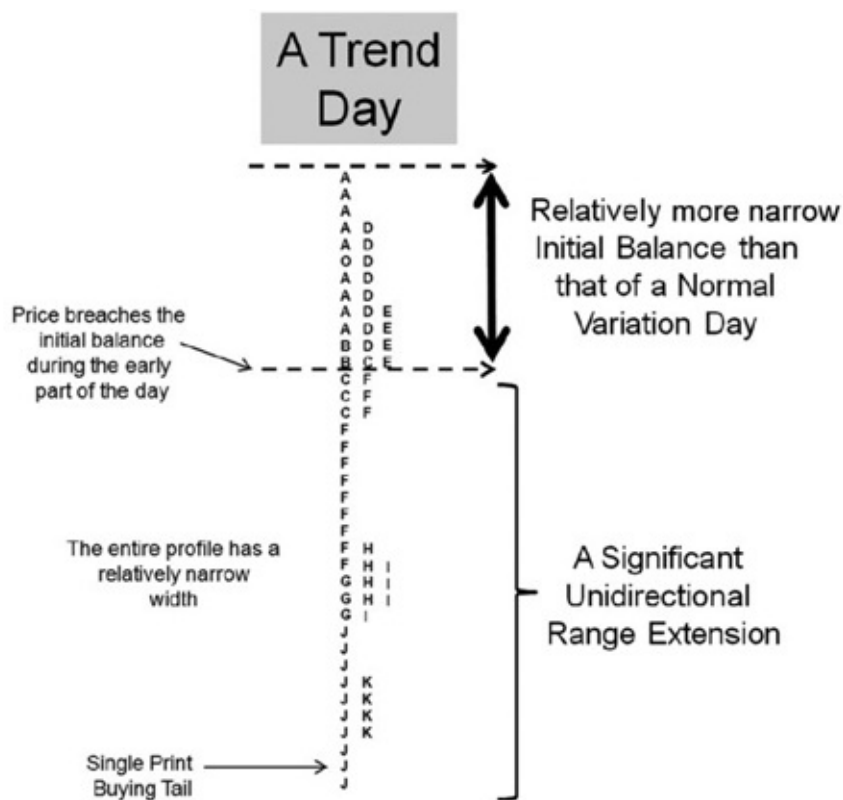 A Trend
Day
A
A
A
A D
A D
O D
A D
A D
A D E
A D E
B D E
B C E
C F
C F
C F
F
F
F
F
F
F
F
F H
F H I
G H I
G H I
G I
J
J
J
J K
J K
J K
J K
J
J
J
Relatively more narrow
Initial Balance than
that of a Normal
Variation Day
Price breaches the
initial balance
during the early
part of the day
The entire profile has a
relatively narrow
width
A Significant
Unidirectional
Range Extension
Single Print
Buying Tail